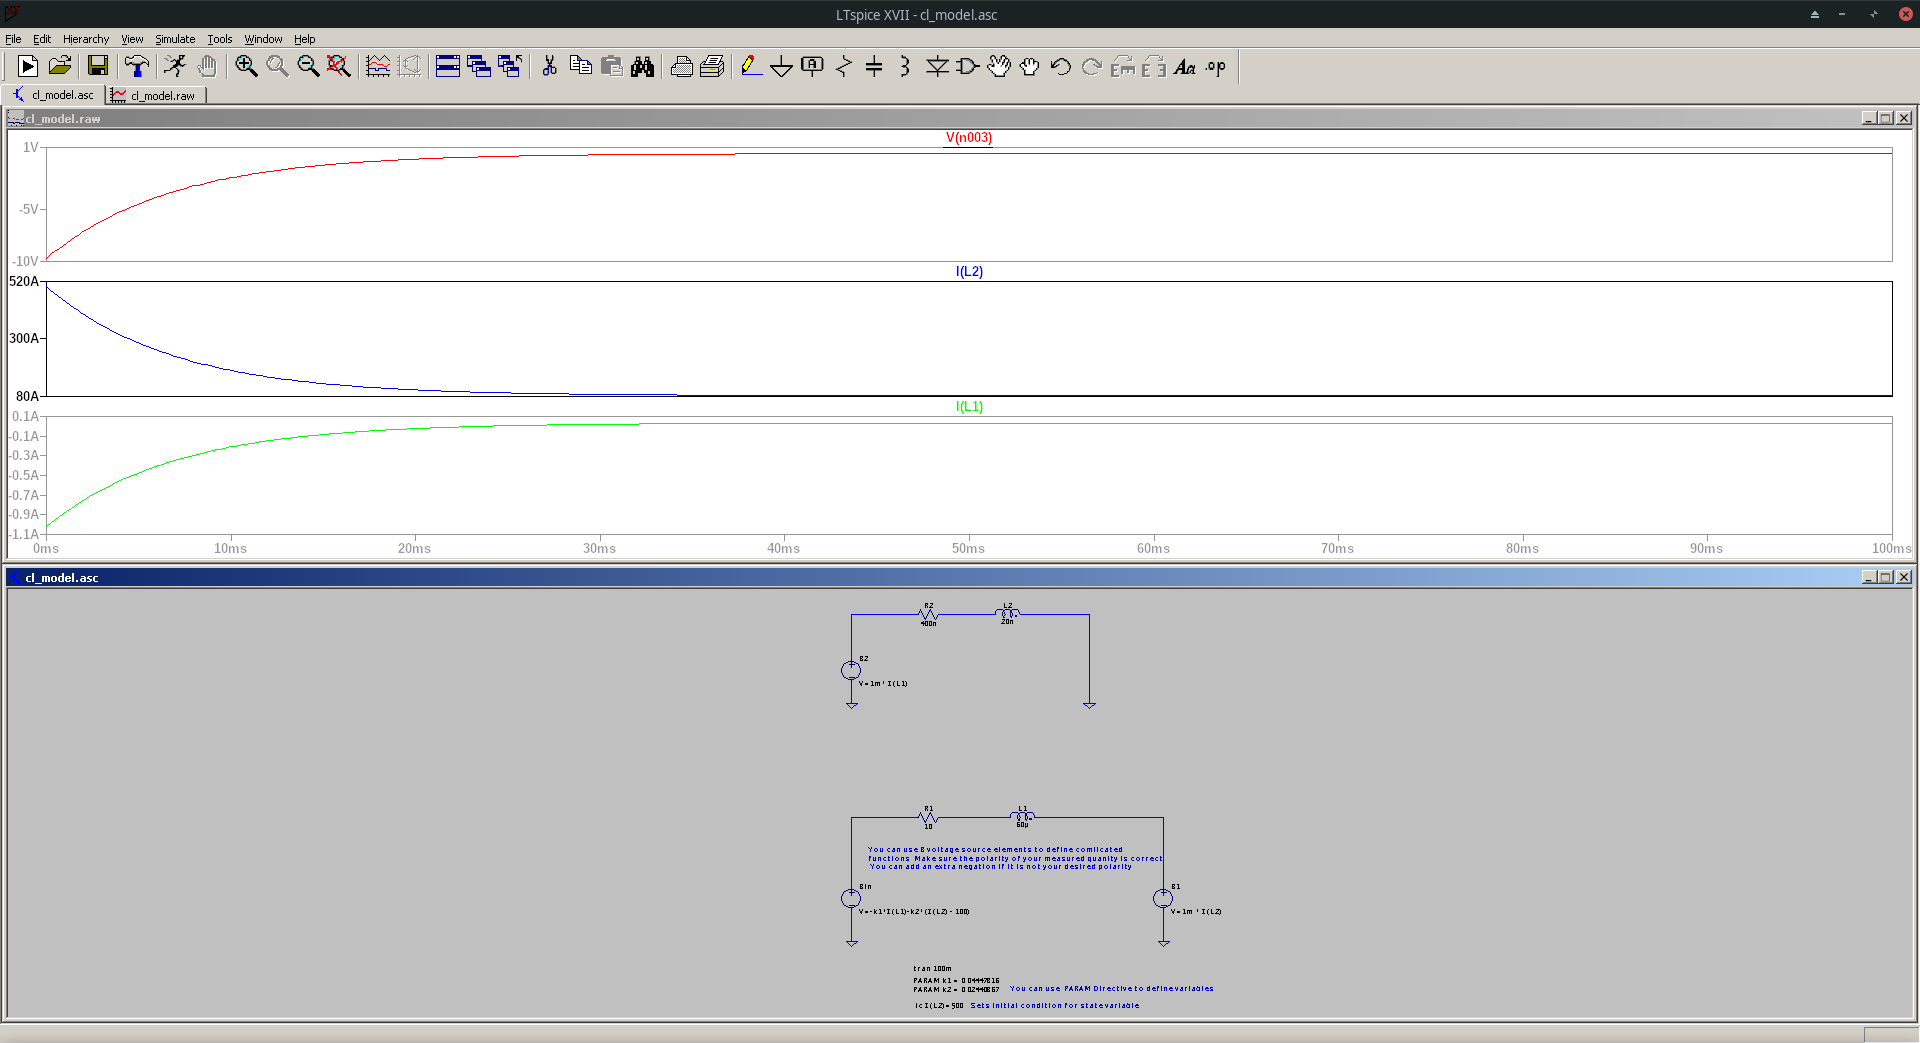 LTspice XVII - cl_model.asc
File Edit Hierarchy View Simulate Tools Window Help
cl_model.asc cl_model.raw
cl_model.raw
V(n003)
1V
-5V
-10V
I(L2)
520A
300A
80A
I(L1)
0.1A
-0.1A
-0.3A
-0.5A
-0.7A
-0.9A
-1.1A
0ms 10ms 20ms 30ms 40ms 50ms 60ms 70ms 80ms 90ms 100ms
cl_model.asc
R2 L2
400n 20n
B2
V=1m*I(L1)
R1 L1
10 60µ
You can use B voltage source elements to define comlicated
functions. Make sure the polarity of your measured quanity is correct
You can add an extra negation if it is not your desired polarity
Bin B1
V=-k1*I(L1)-k2*(I(L2)-100) V=1m * I(L2)
.tran 100m
.PARAM k1 =
.PARAM k2 = You can use .PARAM Directive to define variables
.ic I(L2)=500 Sets initial condition for state variable